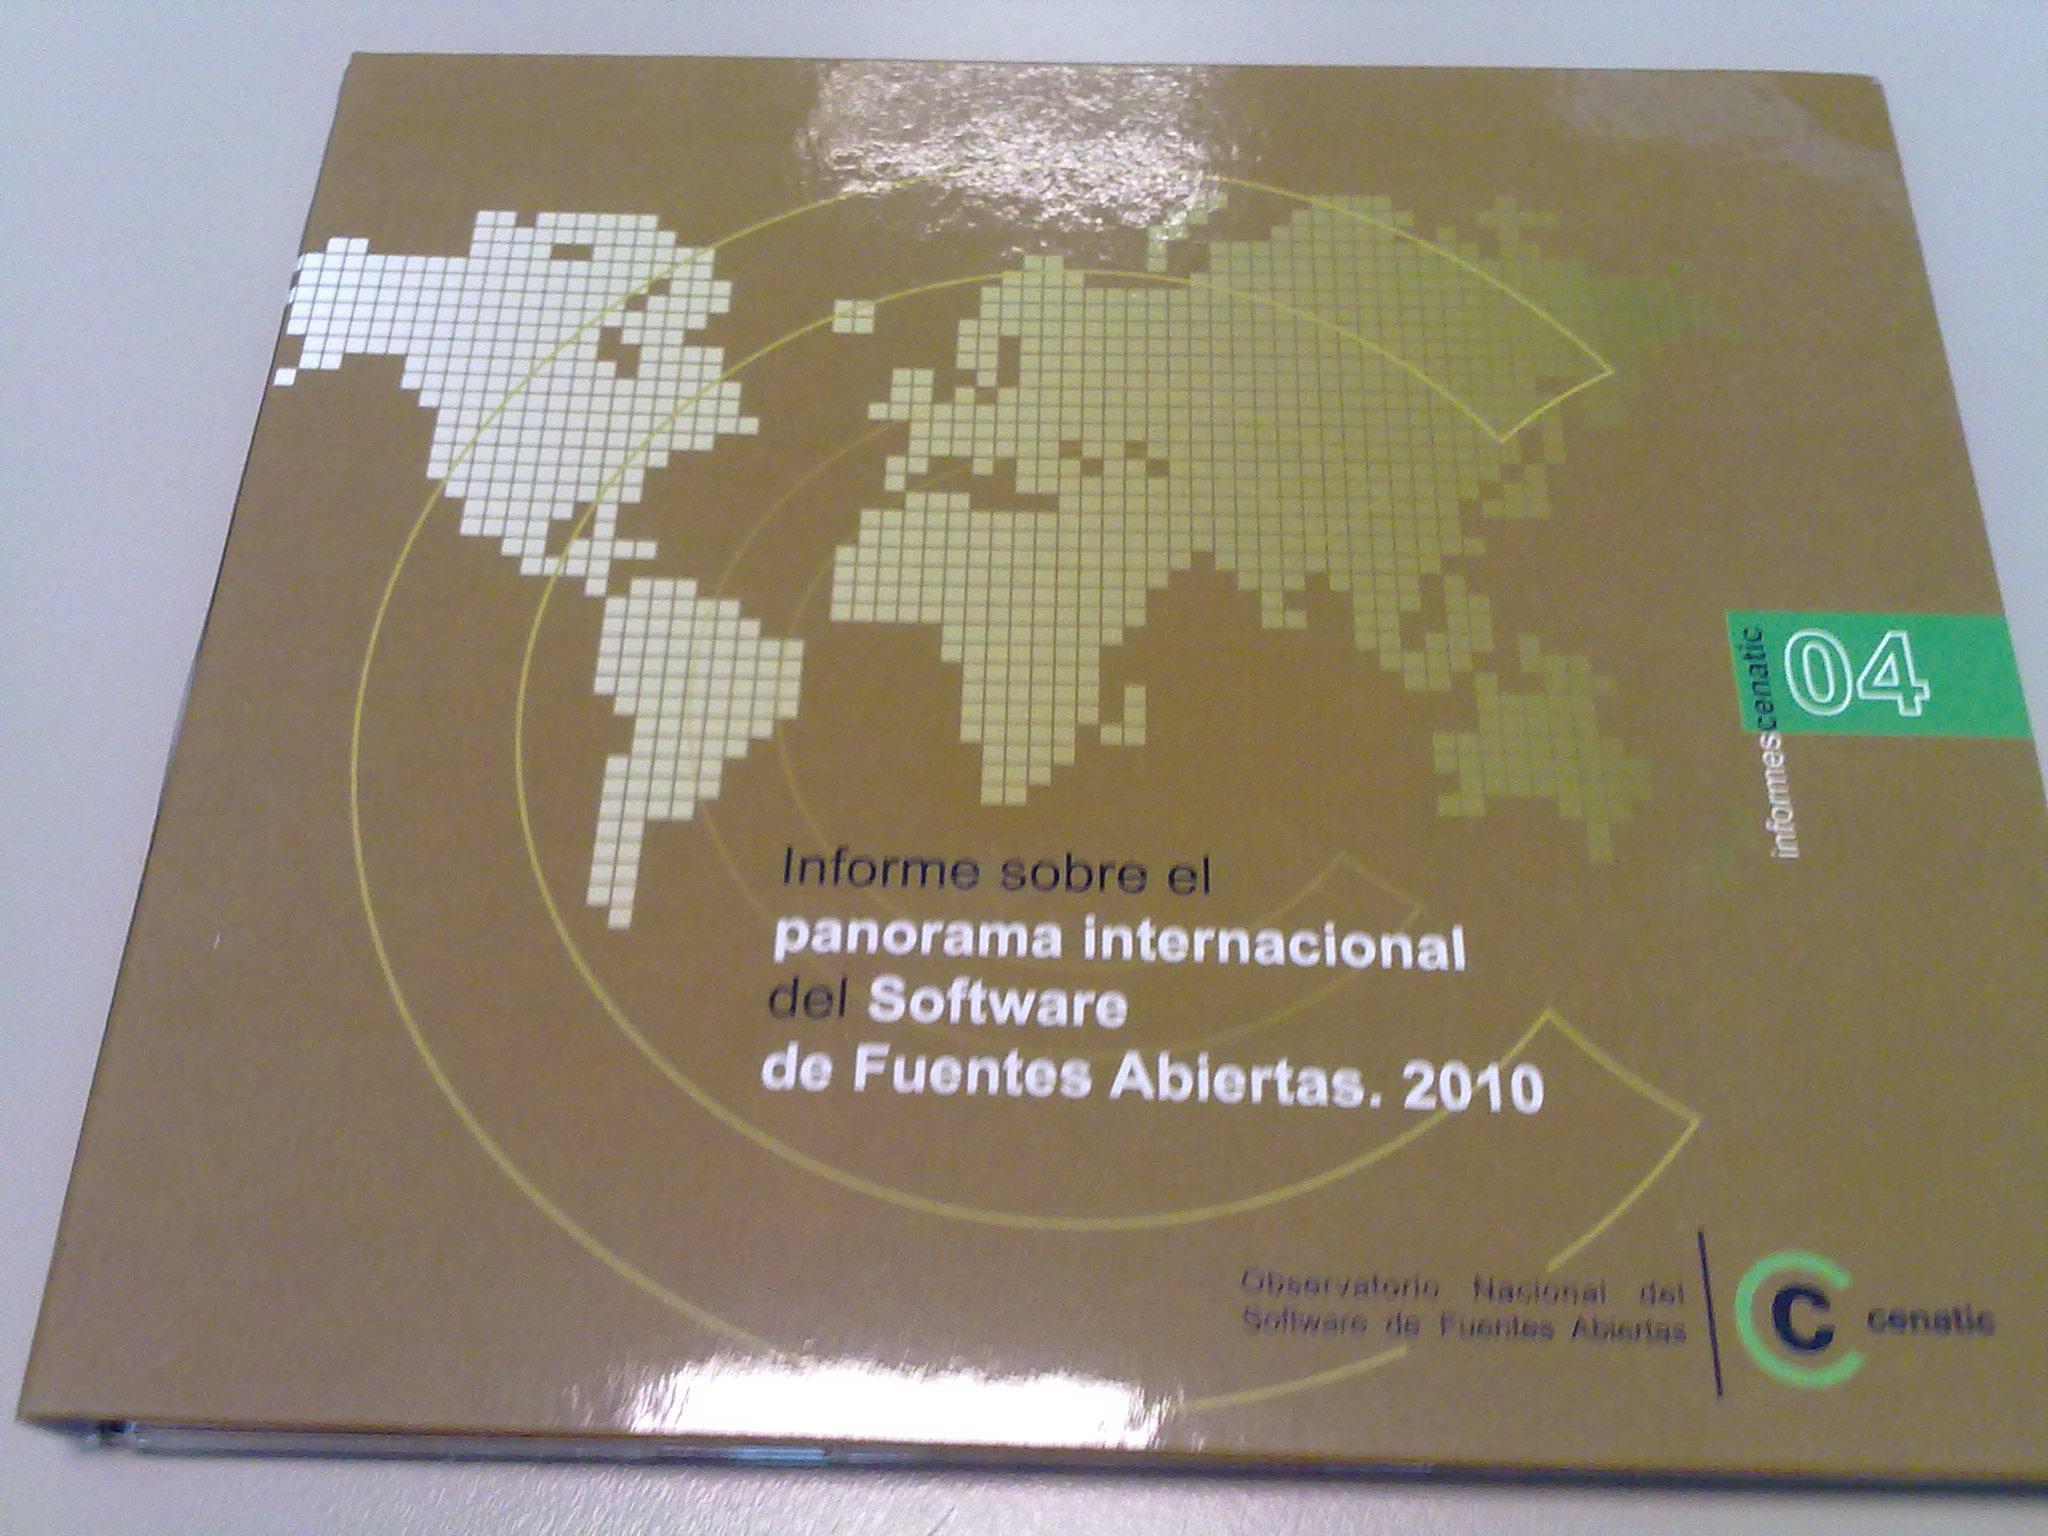 informescenatic
04
Informe sobre el
panorama internacional
del Software
de Fuentes Abiertas. 2010
Observatorio Nacional del
Software de Fuentes Abiertas
c cenatic